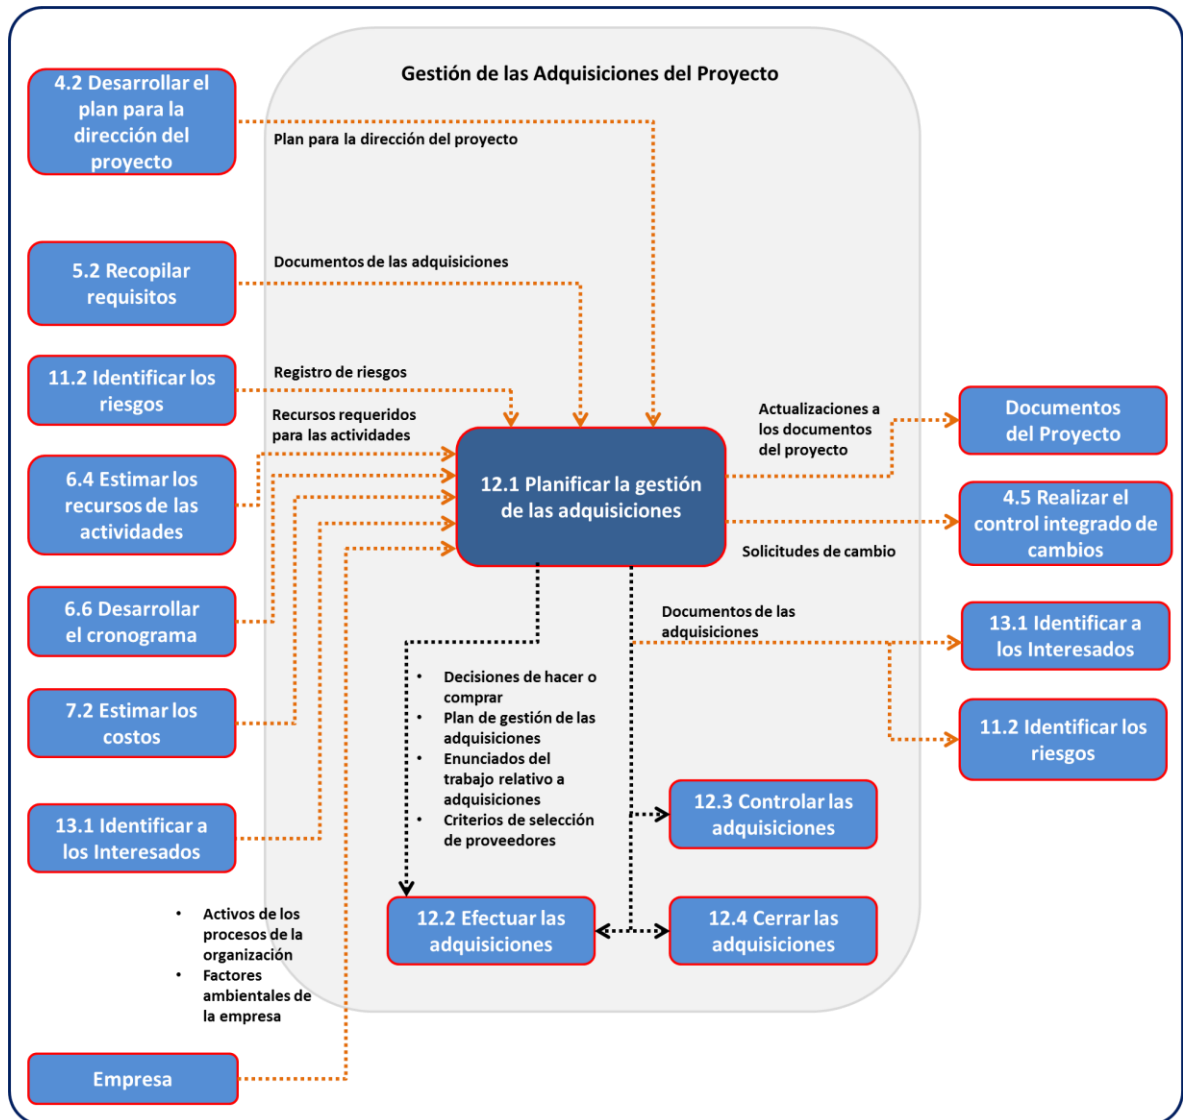 Gestión de las Adquisiciones del Proyecto
4.2 Desarrollar el
plan para la
dirección del
proyecto
Plan para la dirección del proyecto
5.2 Recopilar
requisitos
Documentos de las adquisiciones
11.2 Identificar los
riesgos
Registro de riesgos
Recursos requeridos
para las actividades
6.4 Estimar los
recursos de las
actividades
6.6 Desarrollar
el cronograma
7.2 Estimar los
costos
13.1 Identificar a
los Interesados
• Activos de los
procesos de la
organización
• Factores
ambientales de
la empresa
Empresa
12.1 Planificar la gestión
de las adquisiciones
Actualizaciones a
los documentos
del proyecto
Documentos
del Proyecto
Solicitudes de cambio
4.5 Realizar el
control integrado de
cambios
Documentos de las
adquisiciones
13.1 Identificar a
los Interesados
11.2 Identificar los
riesgos
• Decisiones de hacer o
comprar
• Plan de gestión de las
adquisiciones
• Enunciados del
trabajo relativo a
adquisiciones
• Criterios de selección
de proveedores
12.3 Controlar las
adquisiciones
12.2 Efectuar las
adquisiciones
12.4 Cerrar las
adquisiciones